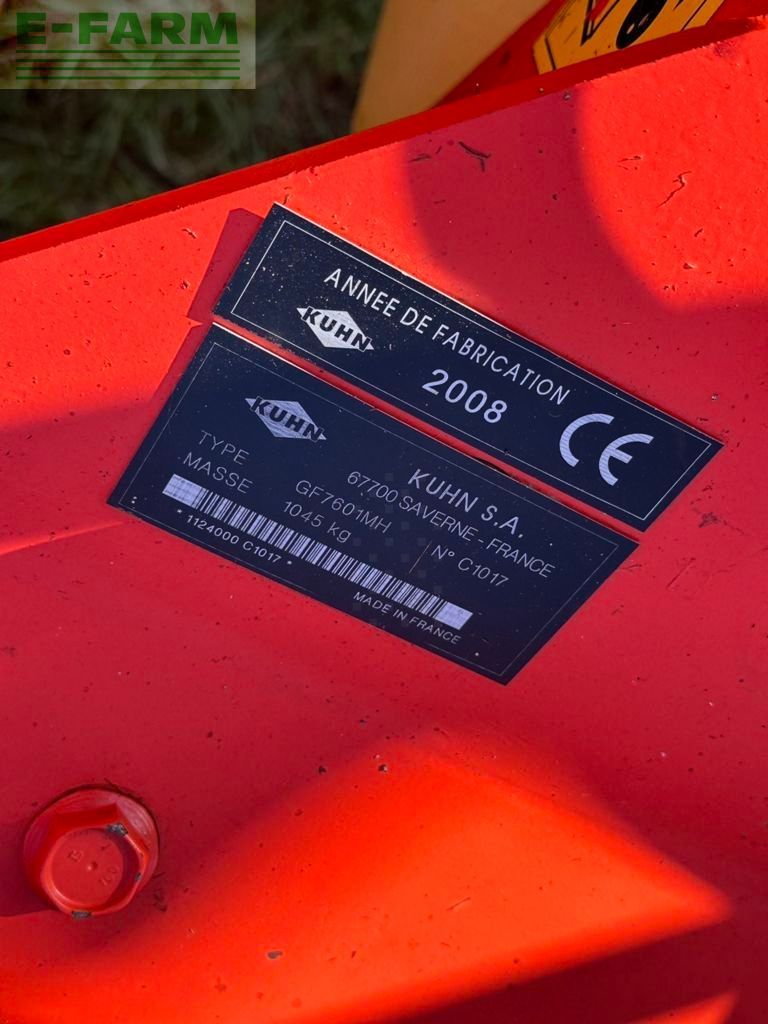 E-FARM
ANNEE DE FABRICATION
KUHN
2008
CE
KUHN
KUHN S.A.
67700 SAVERNE - FRANCE
TYPE GF7601MH N° C1017
MASSE 1045 kg
* 1124000 C1017 *
MADE IN FRANCE